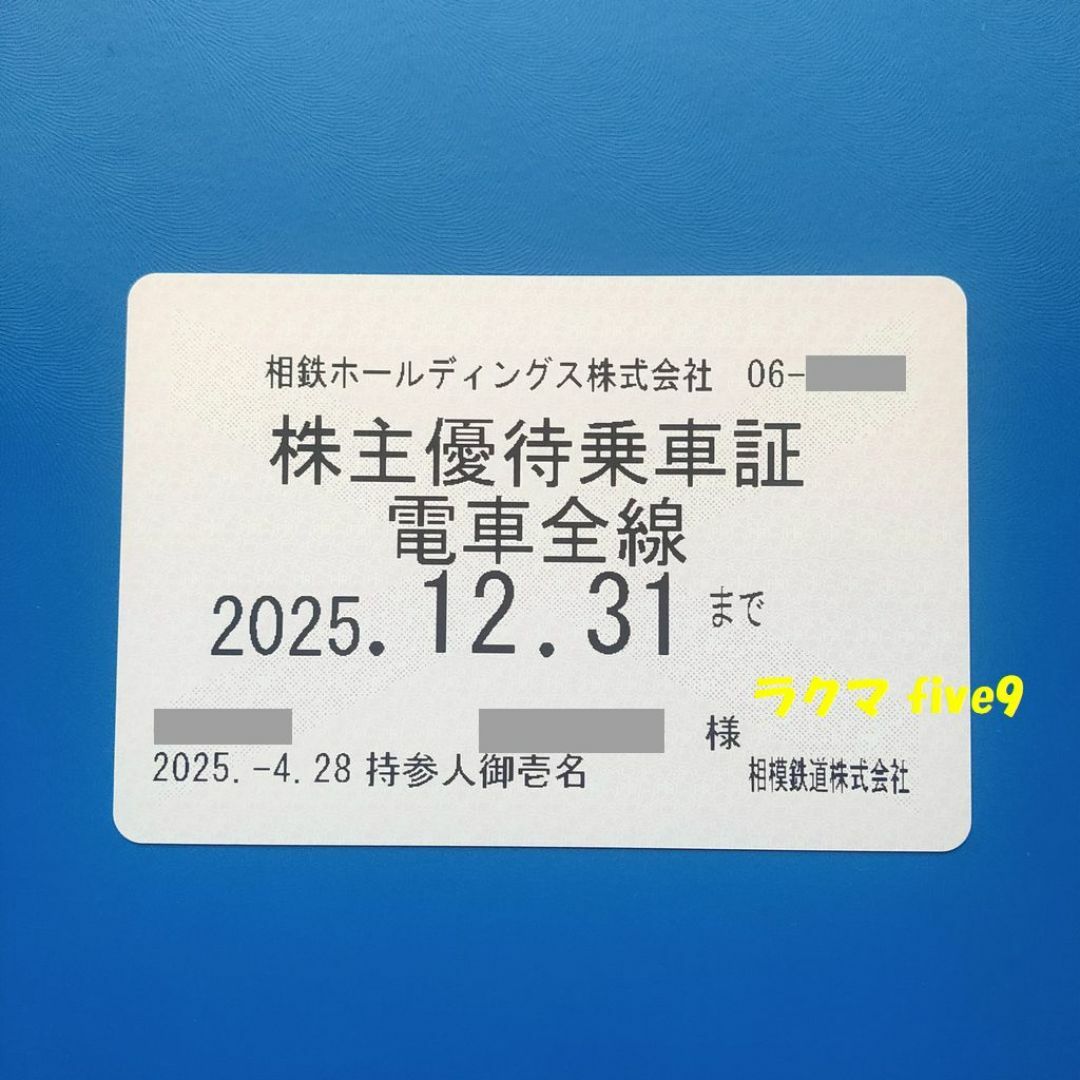 相鉄ホールディングス株式会社 06-
株主優待乗車証
電車全線
2025.12.31 まで
ラクマ five9
様
2025.-4.28 持参人御壱名
相模鉄道株式会社